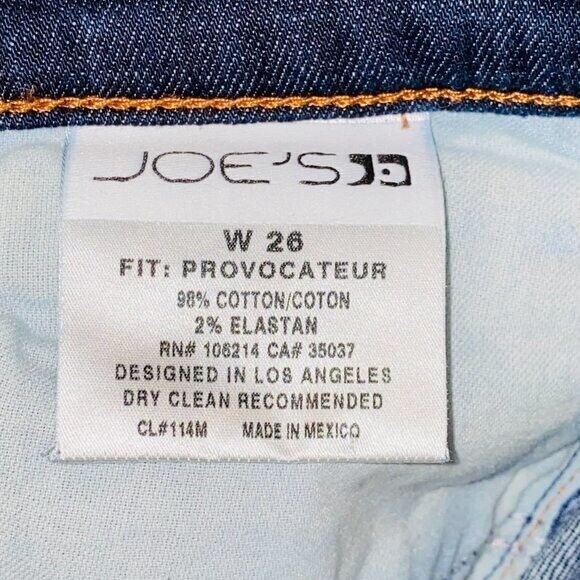 JOE'S
W 26
FIT: PROVOCATEUR
98% COTTON/COTON
2% ELASTAN
RN# 106214 CA# 35037
DESIGNED IN LOS ANGELES
DRY CLEAN RECOMMENDED
CL#114M MADE IN MEXICO